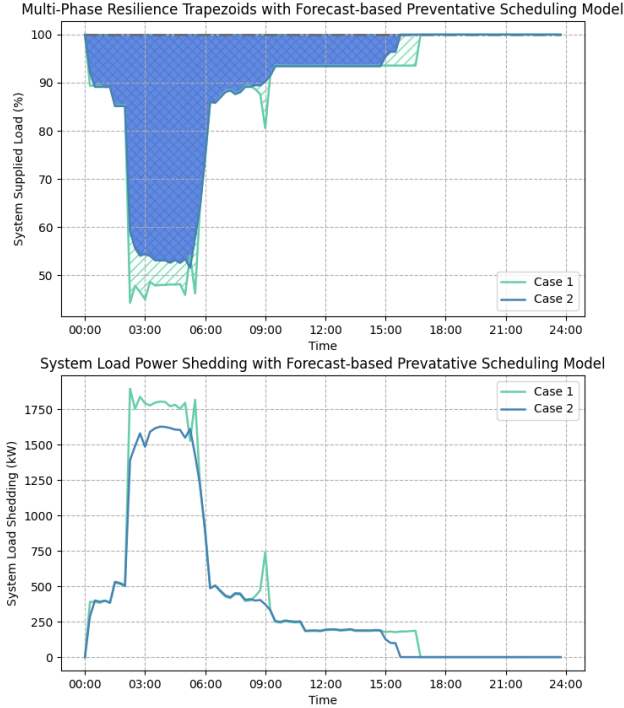 Multi-Phase Resilience Trapezoids with Forecast-based Preventative Scheduling Model
100
90
80
70
60
50
System Supplied Load (%)
Case 1
Case 2
00:00 03:00 06:00 09:00 12:00 15:00 18:00 21:00 24:00
Time
System Load Power Shedding with Forecast-based Prevatative Scheduling Model
1750
1500
1250
1000
750
500
250
0
System Load Shedding (kW)
Case 1
Case 2
00:00 03:00 06:00 09:00 12:00 15:00 18:00 21:00 24:00
Time